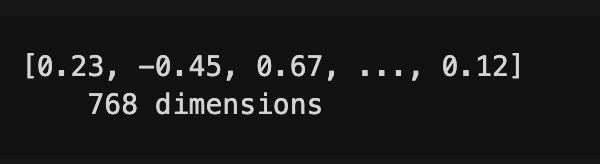 [0.23, -0.45, 0.67, ..., 0.12]
768 dimensions